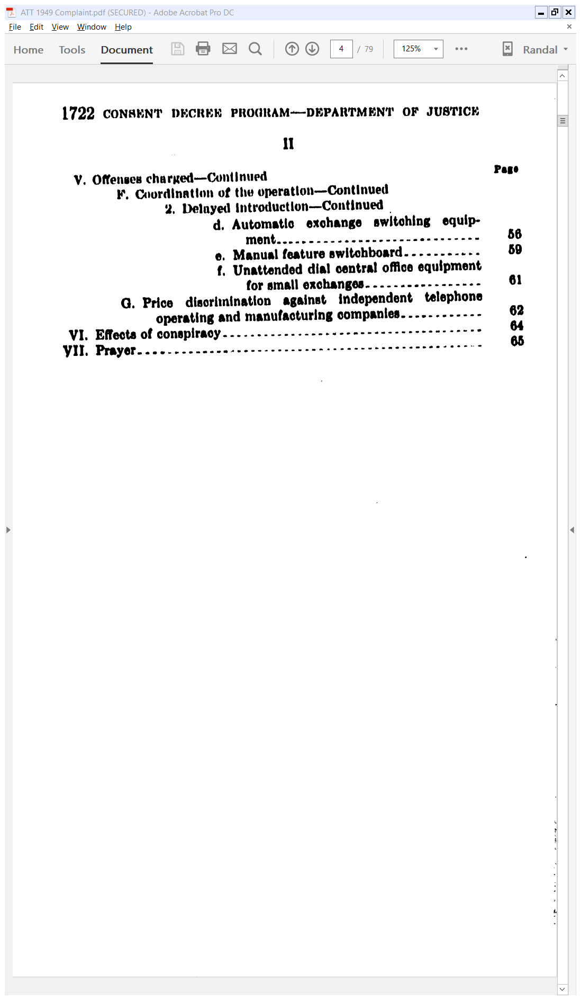 ATT 1949 Complaint.pdf (SECURED) - Adobe Acrobat Pro DC
File Edit View Window Help
Home Tools Document 4 / 79 125% Randal
1722 CONSENT DECREE PROGRAM—DEPARTMENT OF JUSTICE
II
Page
V. Offenses charged—Continued
F. Coordination of the operation—Continued
2. Delayed introduction—Continued
d. Automatic exchange switching equip-
ment 56
e. Manual feature switchboard 59
f. Unattended dial central office equipment
for small exchanges 61
G. Price discrimination against independent telephone
operating and manufacturing companies 62
VI. Effects of conspiracy 64
VII. Prayer 65